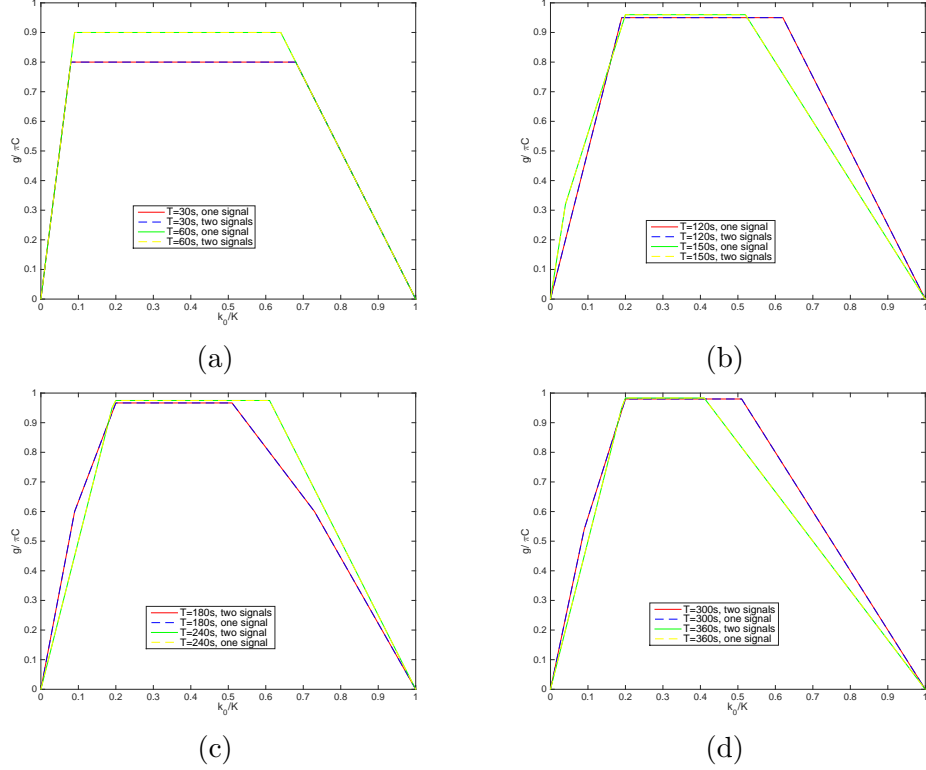 1
0.9
0.8
0.7
0.6
0.5
0.4
0.3
0.2
0.1
0
g/ πC
0 0.1 0.2 0.3 0.4 0.5 0.6 0.7 0.8 0.9 1
k_0/K
T=30s, one signal
T=30s, two signals
T=60s, one signal
T=60s, two signals
(a)
1
0.9
0.8
0.7
0.6
0.5
0.4
0.3
0.2
0.1
0
g/ πC
0 0.1 0.2 0.3 0.4 0.5 0.6 0.7 0.8 0.9 1
k_0/K
T=120s, one signal
T=120s, two signals
T=150s, one signal
T=150s, two signals
(b)
1
0.9
0.8
0.7
0.6
0.5
0.4
0.3
0.2
0.1
0
g/ πC
0 0.1 0.2 0.3 0.4 0.5 0.6 0.7 0.8 0.9 1
k_0/K
T=180s, two signals
T=180s, one signal
T=240s, two signal
T=240s, one signal
(c)
1
0.9
0.8
0.7
0.6
0.5
0.4
0.3
0.2
0.1
0
g/ πC
0 0.1 0.2 0.3 0.4 0.5 0.6 0.7 0.8 0.9 1
k_0/K
T=300s, two signals
T=300s, one signal
T=360s, two signals
T=360s, one signal
(d)